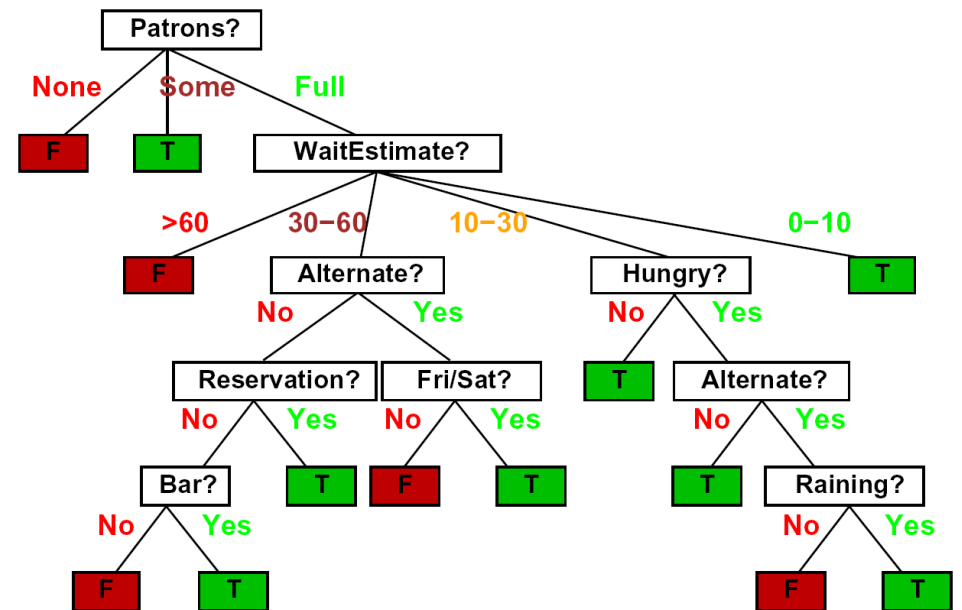 Patrons?
None Some Full
F T WaitEstimate?
>60 30−60 10−30 0−10
F Alternate? Hungry? T
No Yes No Yes
Reservation? Fri/Sat? T Alternate?
No Yes No Yes No Yes
Bar? T F T T Raining?
No Yes No Yes
F T F T